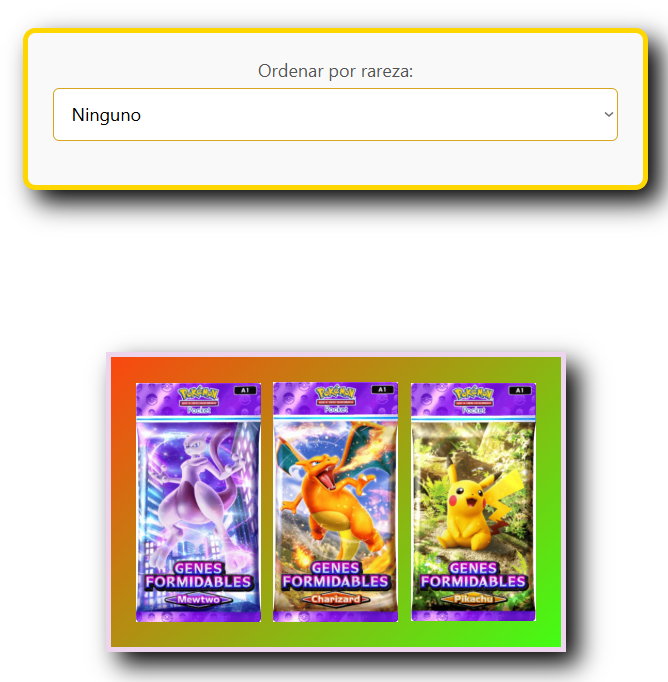 Ordenar por rareza:
Ninguno
POKÉMON
Pocket
A1
GENES
FORMIDABLES
Mewtwo
POKÉMON
Pocket
A1
GENES
FORMIDABLES
Charizard
POKÉMON
Pocket
A1
GENES
FORMIDABLES
Pikachu